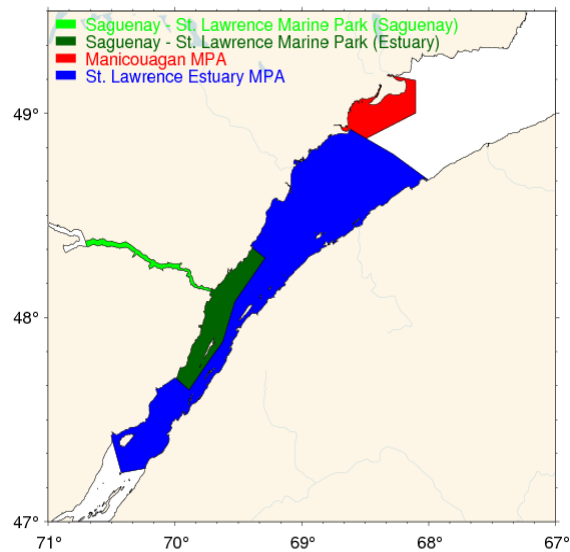 Saguenay - St. Lawrence Marine Park (Saguenay)
Saguenay - St. Lawrence Marine Park (Estuary)
Manicouagan MPA
St. Lawrence Estuary MPA
49°
48°
47°
71° 70° 69° 68° 67°